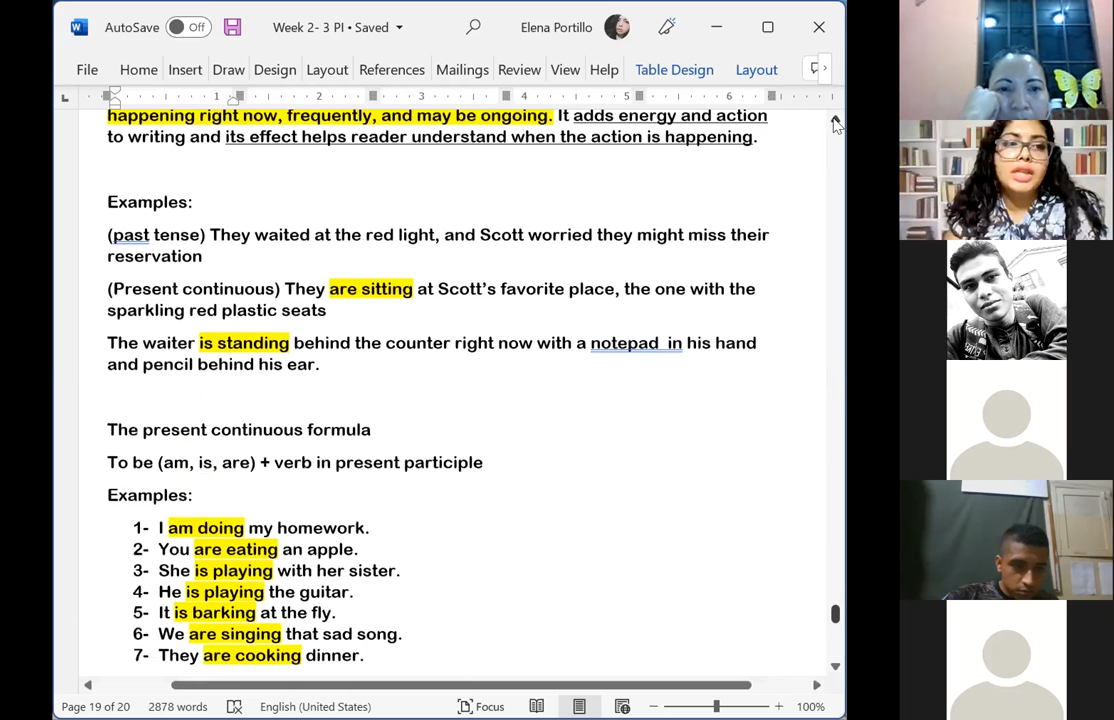 AutoSave Off Week 2- 3 PI • Saved Elena Portillo
File Home Insert Draw Design Layout References Mailings Review View Help Table Design Layout
1 2 3 4 5 6
happening right now, frequently, and may be ongoing. It adds energy and action
to writing and its effect helps reader understand when the action is happening.
Examples:
(past tense) They waited at the red light, and Scott worried they might miss their
reservation
(Present continuous) They are sitting at Scott’s favorite place, the one with the
sparkling red plastic seats
The waiter is standing behind the counter right now with a notepad in his hand
and pencil behind his ear.
The present continuous formula
To be (am, is, are) + verb in present participle
Examples:
1- I am doing my homework.
2- You are eating an apple.
3- She is playing with her sister.
4- He is playing the guitar.
5- It is barking at the fly.
6- We are singing that sad song.
7- They are cooking dinner.
Page 19 of 20 2878 words English (United States) Focus 100%